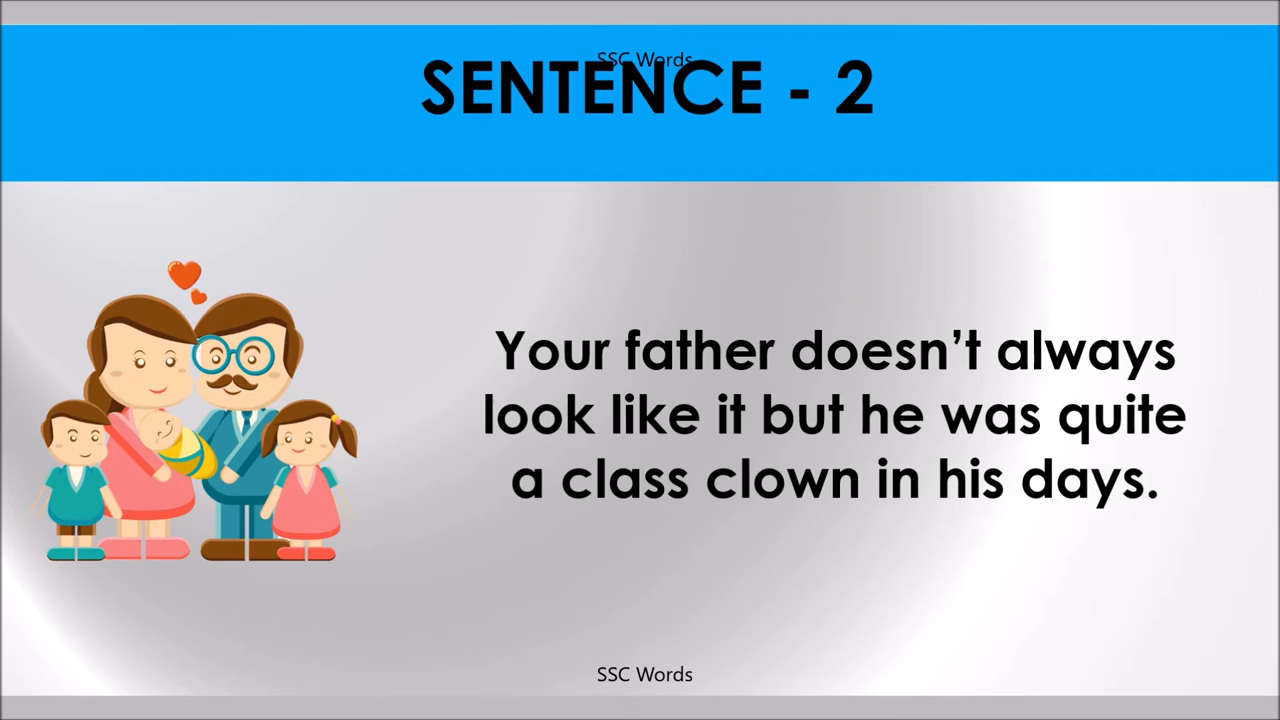 SSC Words
SENTENCE - 2
Your father doesn’t always
look like it but he was quite
a class clown in his days.
SSC Words